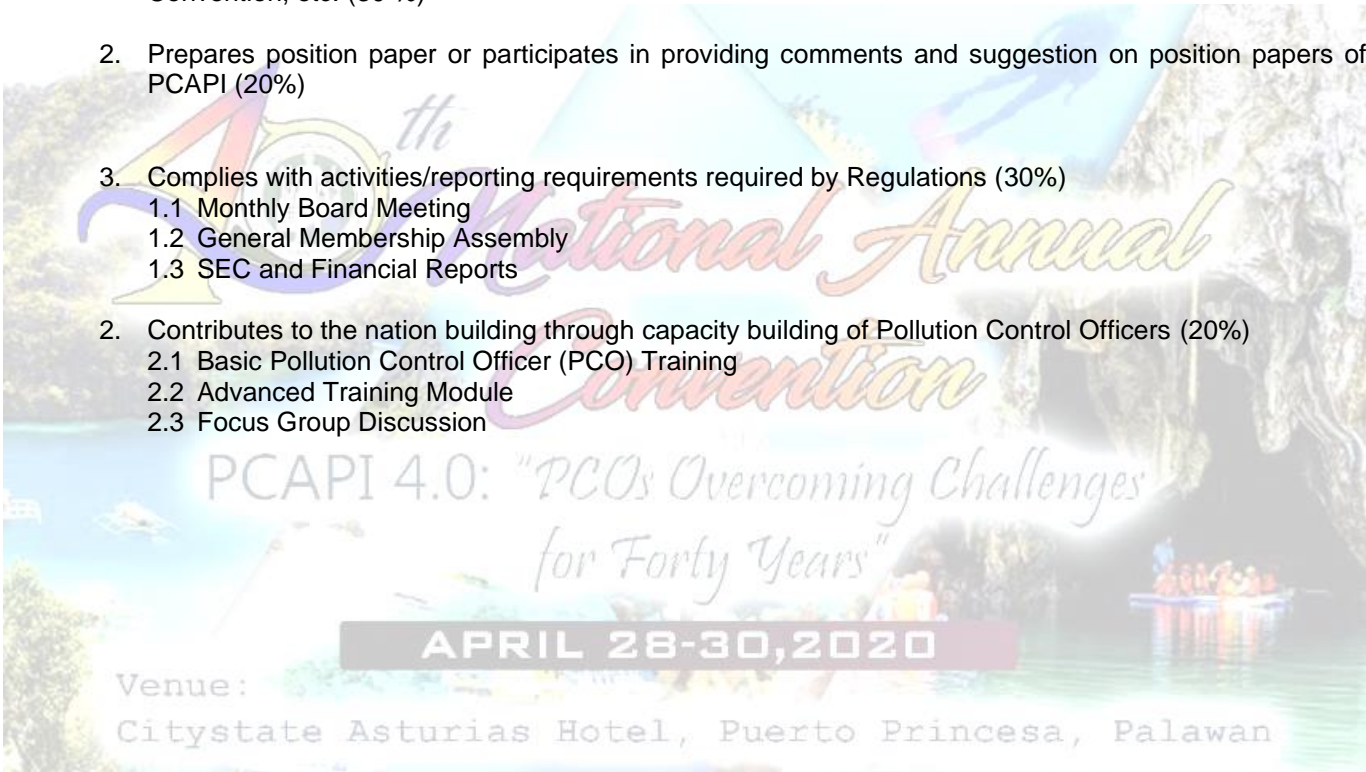 2. Prepares position paper or participates in providing comments and suggestion on position papers of
PCAPI (20%)
3. Complies with activities/reporting requirements required by Regulations (30%)
1.1 Monthly Board Meeting
1.2 General Membership Assembly
1.3 SEC and Financial Reports
2. Contributes to the nation building through capacity building of Pollution Control Officers (20%)
2.1 Basic Pollution Control Officer (PCO) Training
2.2 Advanced Training Module
2.3 Focus Group Discussion
40th
National Annual
Convention
PCAPI 4.0: "PCOs Overcoming Challenges
for Forty Years"
APRIL 28-30,2020
Venue:
Citystate Asturias Hotel, Puerto Princesa, Palawan